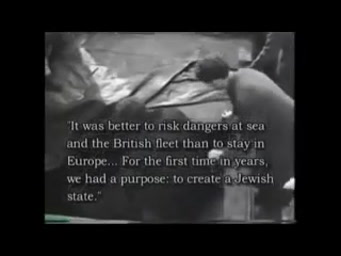 "It was better to risk dangers at sea
and the British fleet than to stay in
Europe... For the first time in years,
we had a purpose: to create a Jewish
state."